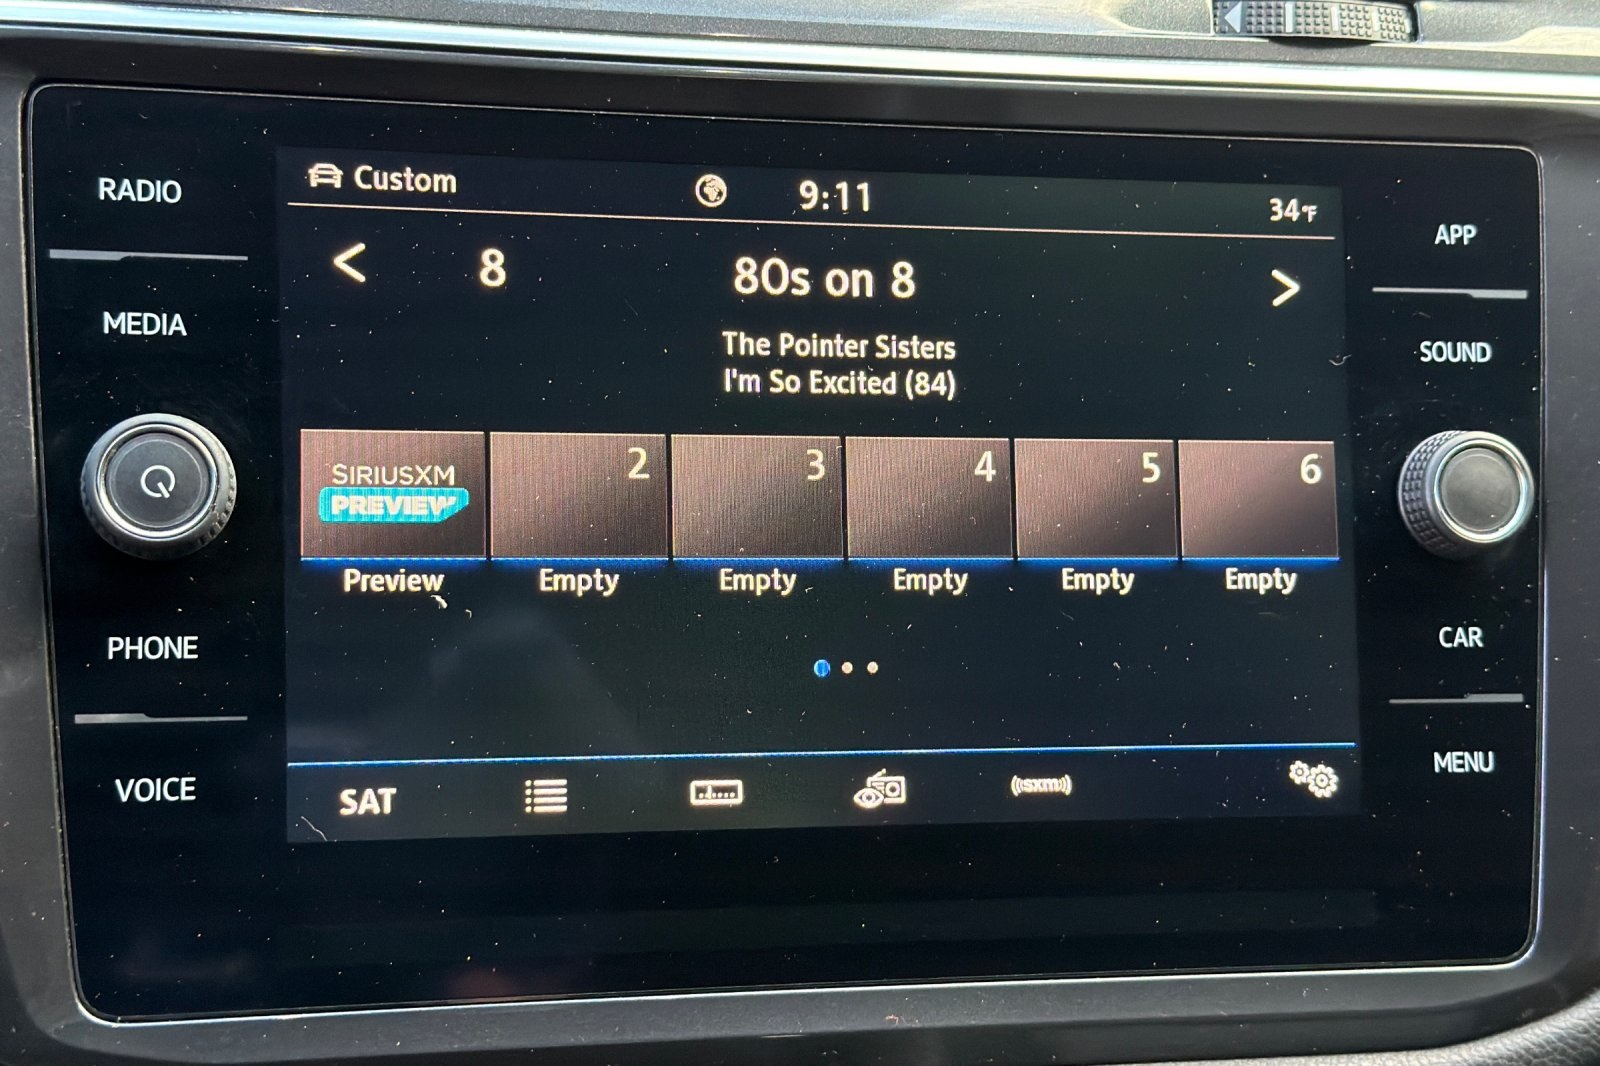 RADIO
MEDIA
PHONE
VOICE
Custom
9:11
34°F
8
80s on 8
The Pointer Sisters
I'm So Excited (84)
SIRIUSXM
PREVIEW
2
3
4
5
6
Preview
Empty
Empty
Empty
Empty
Empty
SAT
((sxm))
APP
SOUND
CAR
MENU